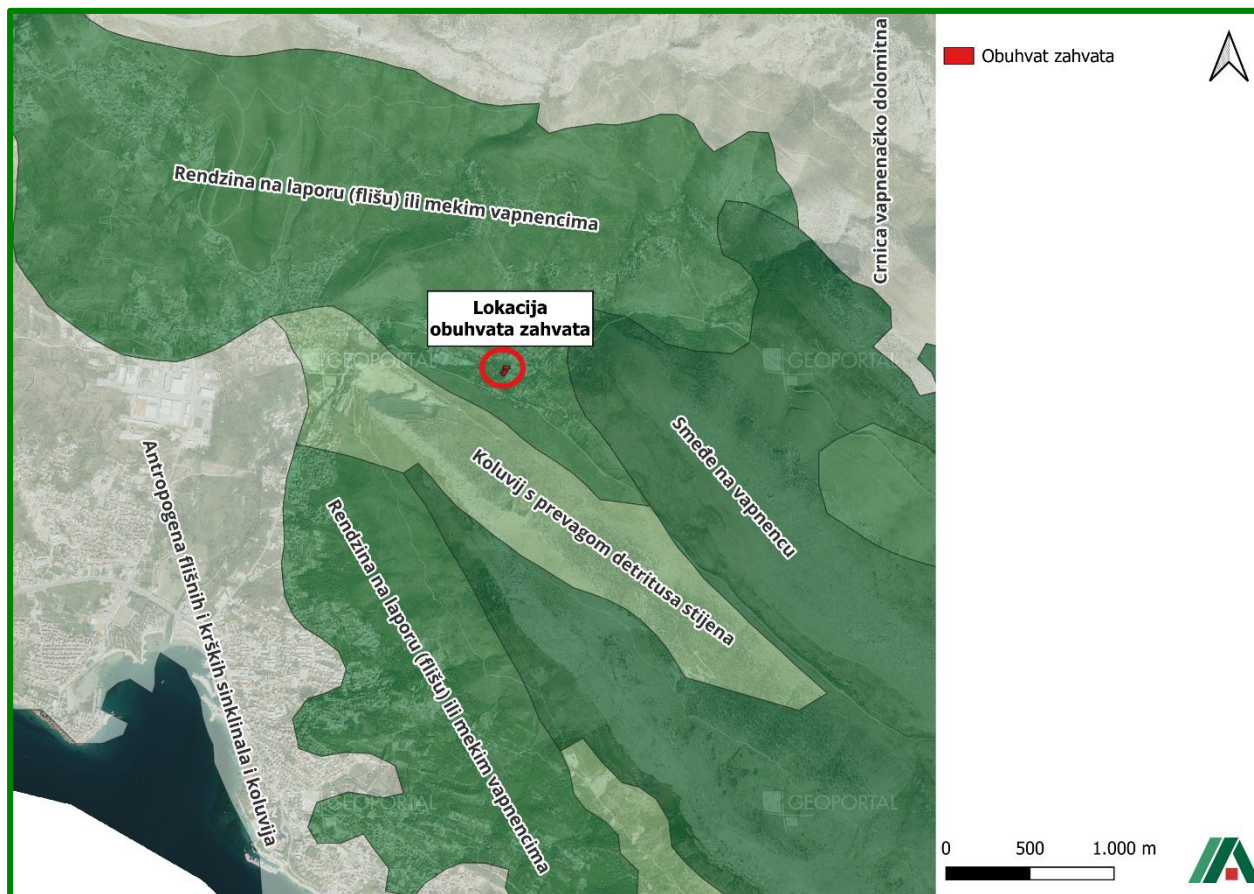 Obuhvat zahvata
Crnica vapnenačko dolomitna
Rendzina na laporu (flišu) ili mekim vapnencima
Lokacija
obuhvata zahvata
GEOPORTAL
GEOPORTAL
Smeđe na vapnencu
Koluvij s prevagom detritusa stijena
Antropogena flišnih i krških sinklinala i koluvija
Rendzina na laporu (flišu) ili mekim vapnencima
GEOPORTAL
GEOPORTAL
0 500 1.000 m